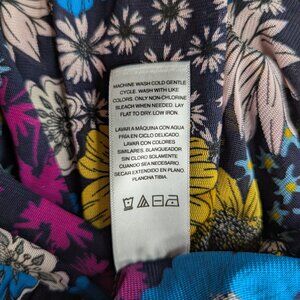 MACHINE WASH COLD GENTLE
CYCLE. WASH WITH LIKE
COLORS. ONLY NON-CHLORINE
BLEACH WHEN NEEDED. LAY
FLAT TO DRY. LOW IRON.
LAVAR A MÁQUINA CON AGUA
FRÍA EN CICLO DELICADO.
LAVAR CON COLORES
SIMILARES. BLANQUEADOR
SIN CLORO SOLAMENTE
CUANDO SEA NECESARIO.
SECAR EXTENDIDO EN PLANO.
PLANCHA TIBIA.